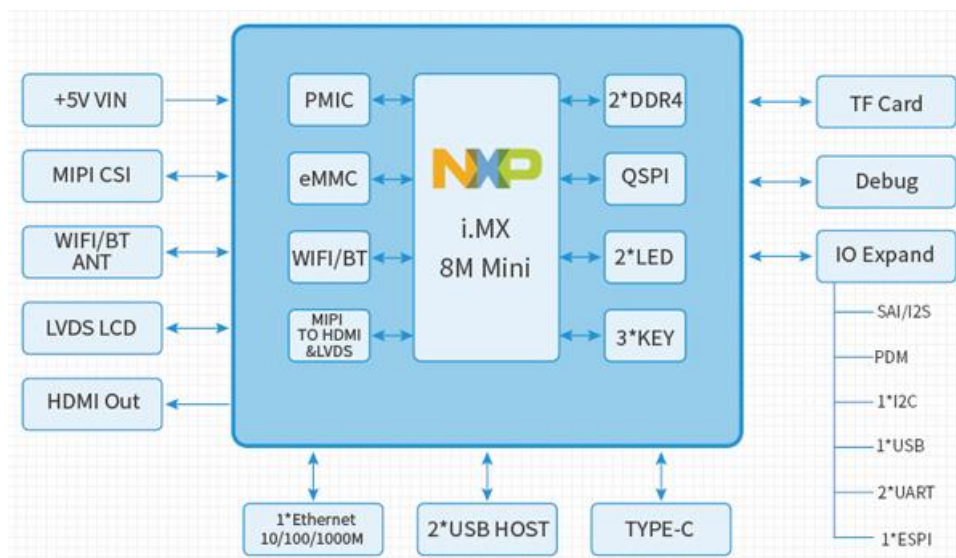 +5V VIN
MIPI CSI
WIFI/BT
ANT
LVDS LCD
HDMI Out
PMIC
eMMC
WIFI/BT
MIPI
TO HDMI
&LVDS
NXP
i.MX
8M Mini
2*DDR4
QSPI
2*LED
3*KEY
TF Card
Debug
IO Expand
SAI/I2S
PDM
1*I2C
1*USB
2*UART
1*ESPI
1*Ethernet
10/100/1000M
2*USB HOST
TYPE-C